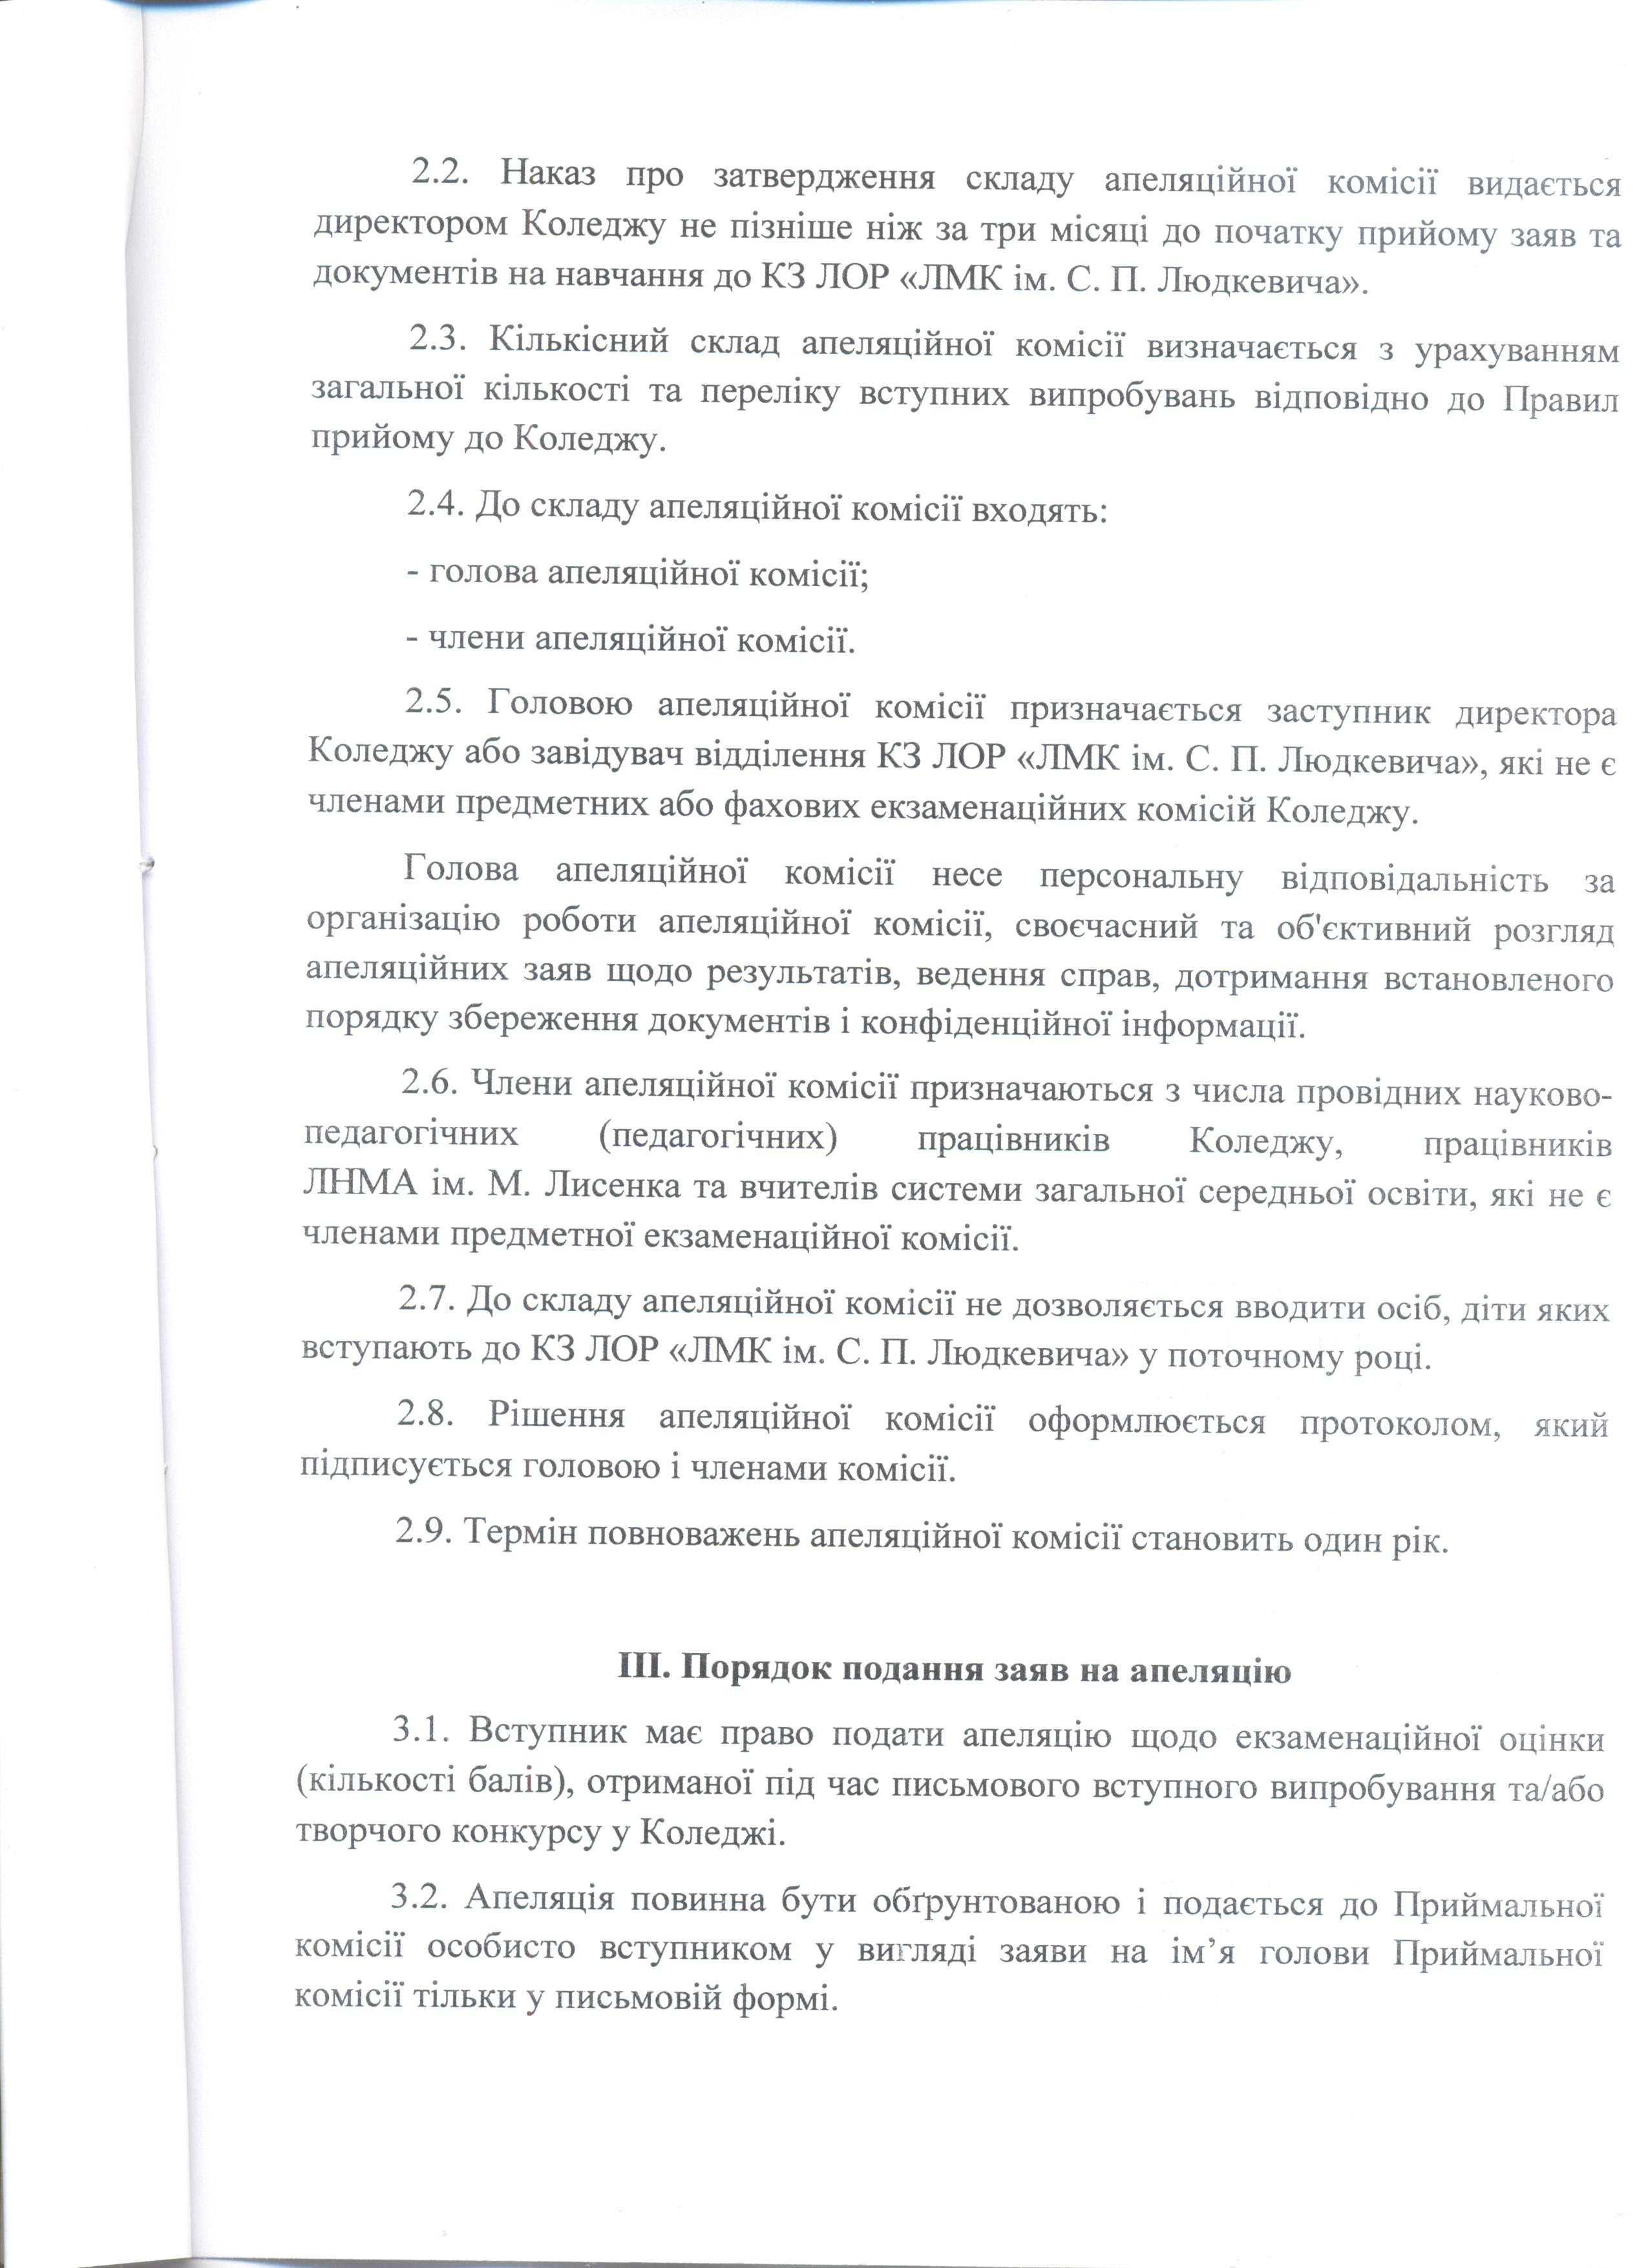 2.2. Наказ про затвердження складу апеляційної комісії видається
директором Коледжу не пізніше ніж за три місяці до початку прийому заяв та
документів на навчання до КЗ ЛОР «ЛМК ім. С. П. Людкевича».
2.3. Кількісний склад апеляційної комісії визначається з урахуванням
загальної кількості та переліку вступних випробувань відповідно до Правил
прийому до Коледжу.
2.4. До складу апеляційної комісії входять:
- голова апеляційної комісії;
- члени апеляційної комісії.
2.5. Головою апеляційної комісії призначається заступник директора
Коледжу або завідувач відділення КЗ ЛОР «ЛМК ім. С. П. Людкевича», які не є
членами предметних або фахових екзаменаційних комісій Коледжу.
Голова апеляційної комісії несе персональну відповідальність за
організацію роботи апеляційної комісії, своєчасний та об'єктивний розгляд
апеляційних заяв щодо результатів, ведення справ, дотримання встановленого
порядку збереження документів і конфіденційної інформації.
2.6. Члени апеляційної комісії призначаються з числа провідних науково-
педагогічних (педагогічних) працівників Коледжу, працівників
ЛНМА ім. М. Лисенка та вчителів системи загальної середньої освіти, які не є
членами предметної екзаменаційної комісії.
2.7. До складу апеляційної комісії не дозволяється вводити осіб, діти яких
вступають до КЗ ЛОР «ЛМК ім. С. П. Людкевича» у поточному році.
2.8. Рішення апеляційної комісії оформлюється протоколом, який
підписується головою і членами комісії.
2.9. Термін повноважень апеляційної комісії становить один рік.
III. Порядок подання заяв на апеляцію
3.1. Вступник має право подати апеляцію щодо екзаменаційної оцінки
(кількості балів), отриманої під час письмового вступного випробування та/або
творчого конкурсу у Коледжі.
3.2. Апеляція повинна бути обґрунтованою і подається до Приймальної
комісії особисто вступником у вигляді заяви на ім’я голови Приймальної
комісії тільки у письмовій формі.